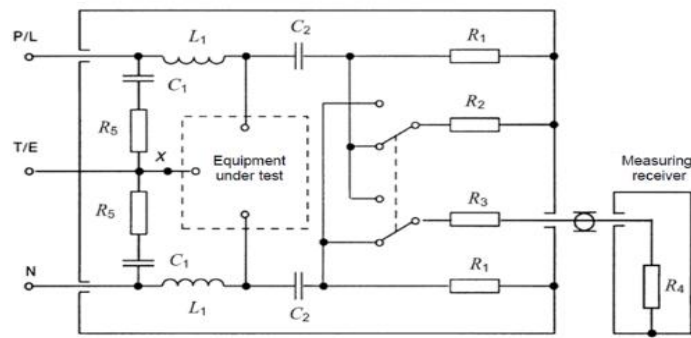 P/L
L1
C2
R1
C1
R5
R2
T/E
X
Equipment
under test
Measuring
receiver
R5
R3
C1
R4
N
L1
C2
R1